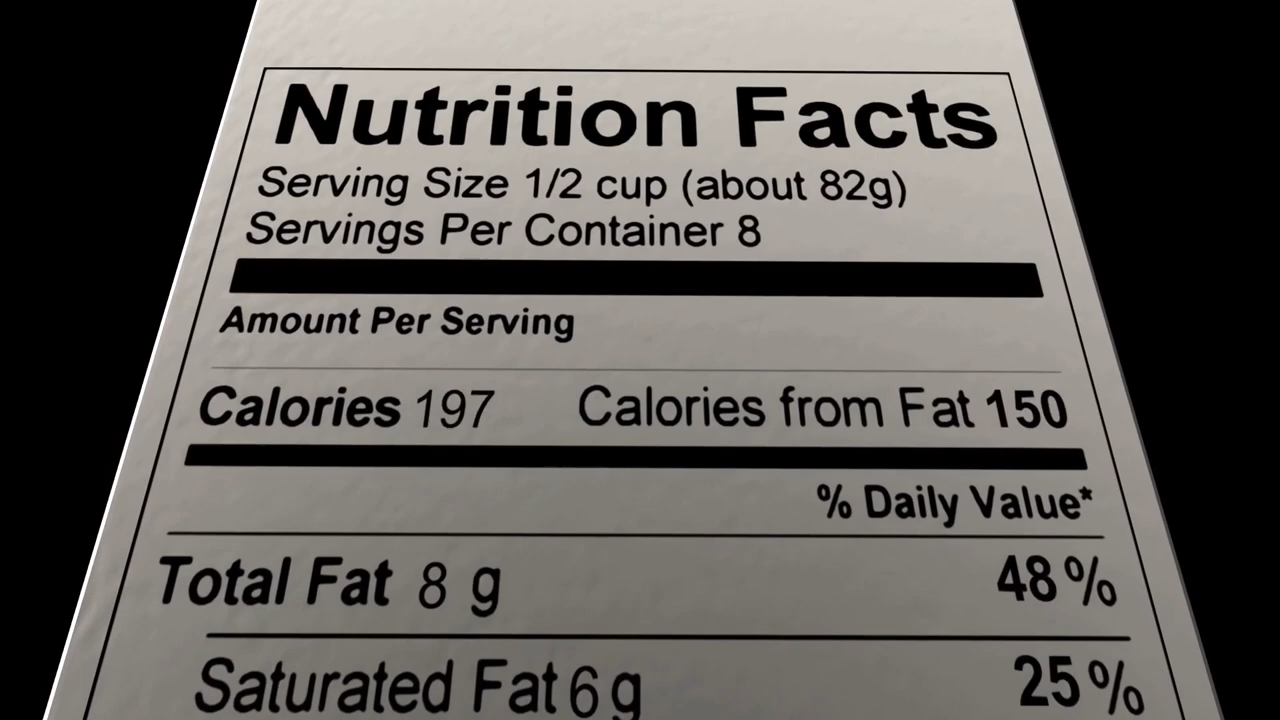 Nutrition Facts
Serving Size 1/2 cup (about 82g)
Servings Per Container 8
Amount Per Serving
Calories 197 Calories from Fat 150
% Daily Value*
Total Fat 8 g 48%
Saturated Fat 6g 25%